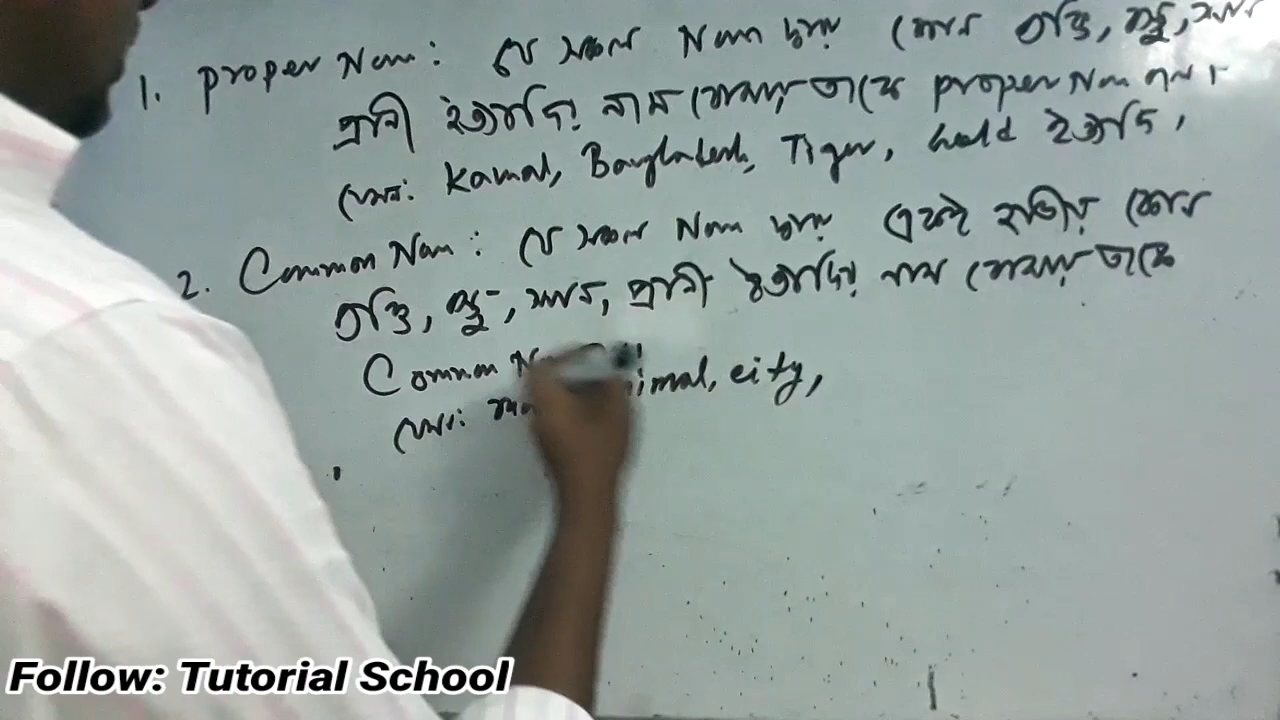 1. Proper Noun : যে সকল Noun দ্বারা কোন ব্যক্তি, বস্তু, স্থান
প্রানী ইত্যাদির নাম বোঝায় তাকে proper Noun বলে।
যেমন: Kamal, Bangladesh, Tiger, Gold ইত্যাদি,
2. Common Noun : যে সকল Noun দ্বারা একই জাতীয় কোন
ব্যক্তি, বস্তু, স্থান, প্রানী ইত্যাদির নাম বোঝায় তাকে
Common
যেমন: city,
Follow: Tutorial School